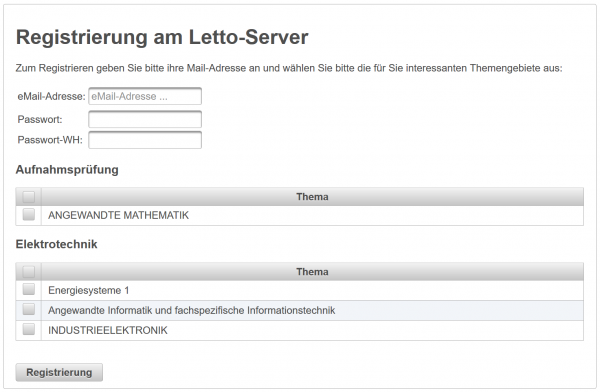 Registrierung am Letto-Server
Zum Registrieren geben Sie bitte ihre Mail-Adresse an und wählen Sie bitte die für Sie interessanten Themengebiete aus:
eMail-Adresse: eMail-Adresse ...
Passwort:
Passwort-WH:
Aufnahmsprüfung
Thema
ANGEWANDTE MATHEMATIK
Elektrotechnik
Thema
Energiesysteme 1
Angewandte Informatik und fachspezifische Informationstechnik
INDUSTRIEELEKTRONIK
Registrierung